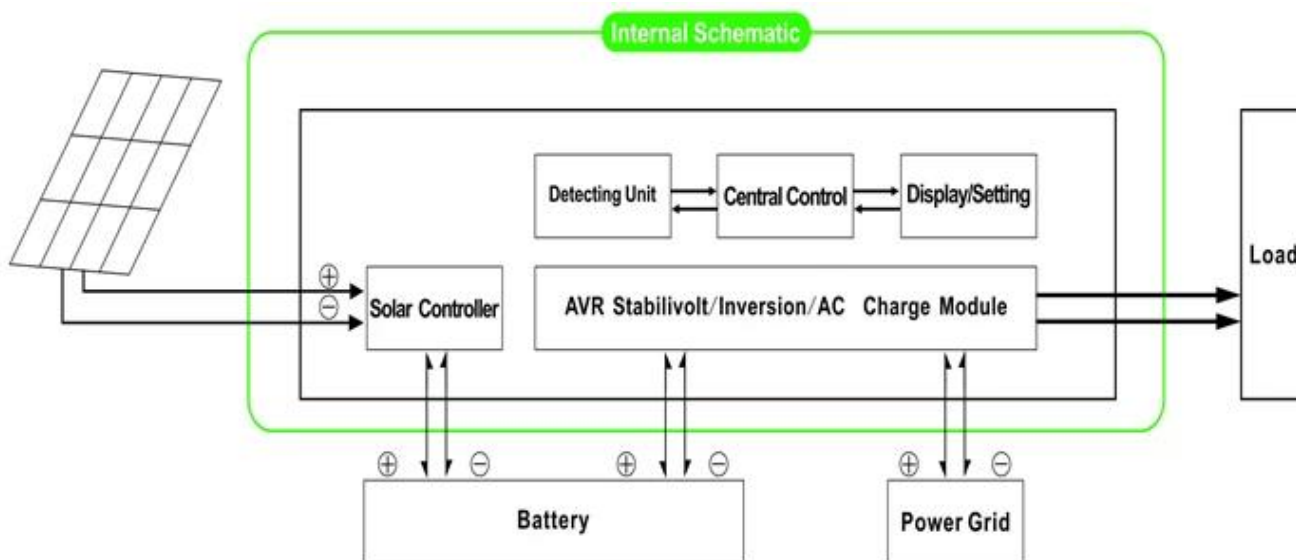 Internal Schematic
Detecting Unit
Central Control
Display/Setting
Load
⊕
⊖
Solar Controller
AVR Stabilivolt/Inversion/AC Charge Module
⊕ ⊖ ⊕ ⊖ ⊕ ⊖
Battery
Power Grid